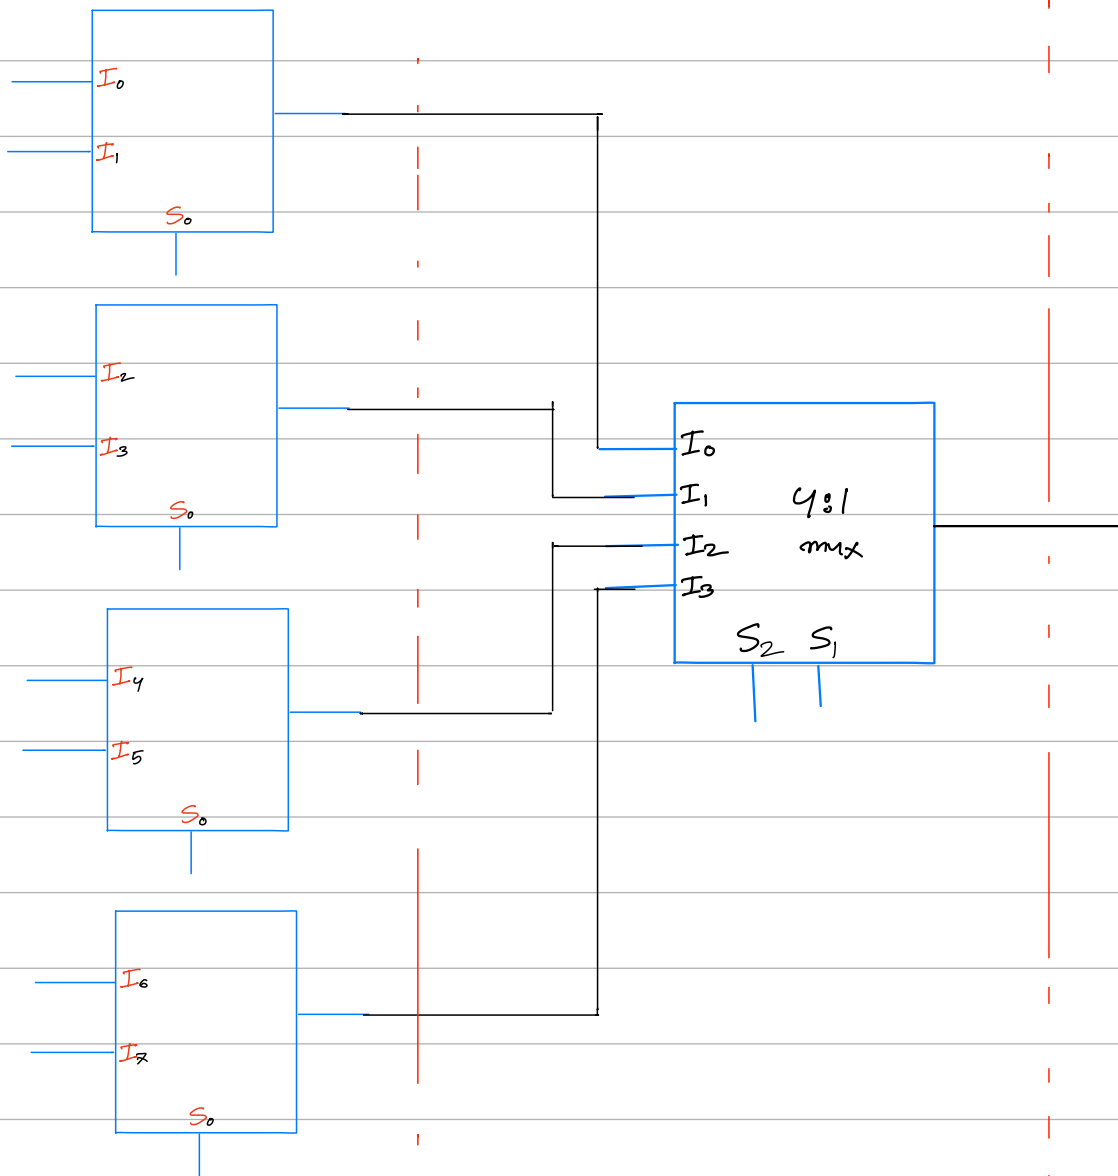 I₀
I₁
S₀
I₂
I₃
S₀
I₀
I₁
4:1
I₂
mux
I₃
S₂ S₁
I₄
I₅
S₀
I₆
I₇
S₀